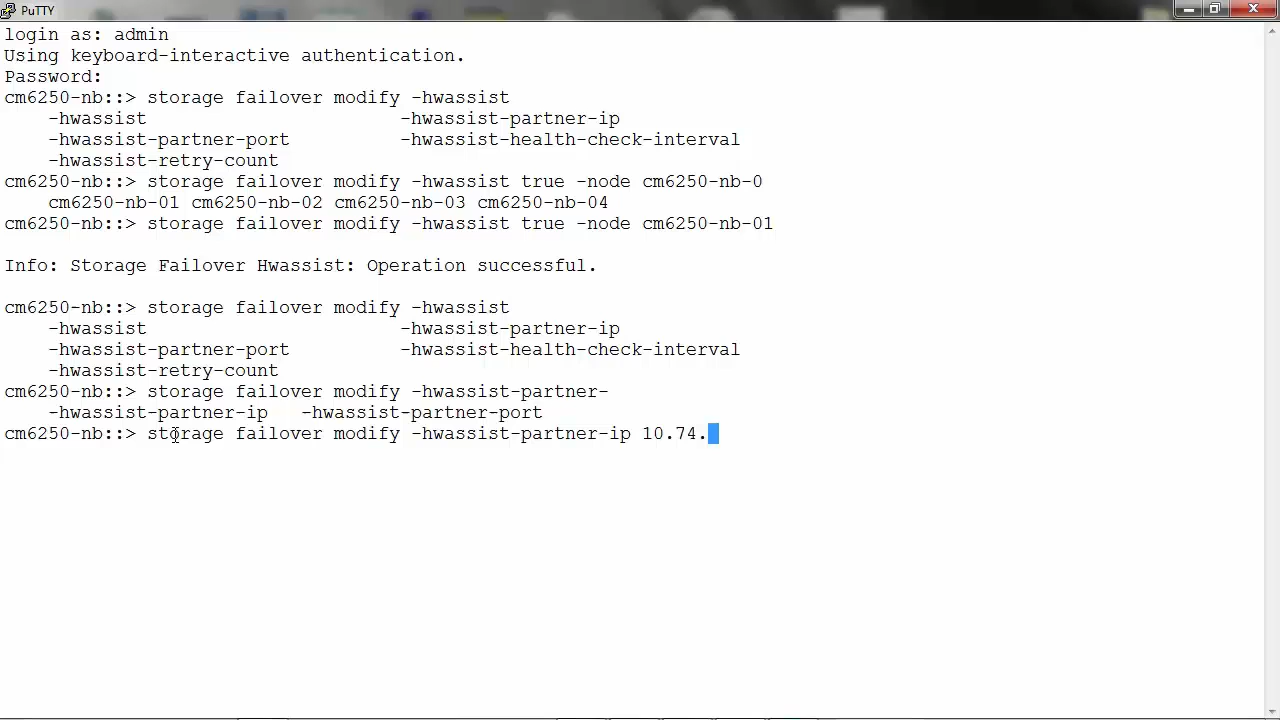 PuTTY
login as: admin
Using keyboard-interactive authentication.
Password:
cm6250-nb::> storage failover modify -hwassist
-hwassist -hwassist-partner-ip
-hwassist-partner-port -hwassist-health-check-interval
-hwassist-retry-count
cm6250-nb::> storage failover modify -hwassist true -node cm6250-nb-0
cm6250-nb-01 cm6250-nb-02 cm6250-nb-03 cm6250-nb-04
cm6250-nb::> storage failover modify -hwassist true -node cm6250-nb-01
Info: Storage Failover Hwassist: Operation successful.
cm6250-nb::> storage failover modify -hwassist
-hwassist -hwassist-partner-ip
-hwassist-partner-port -hwassist-health-check-interval
-hwassist-retry-count
cm6250-nb::> storage failover modify -hwassist-partner-
-hwassist-partner-ip -hwassist-partner-port
cm6250-nb::> storage failover modify -hwassist-partner-ip 10.74.